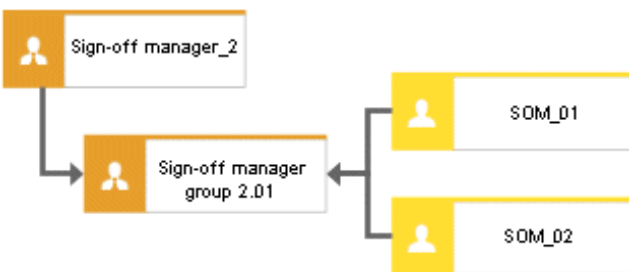 Sign-off manager_2
SOM_01
Sign-off manager
group 2.01
SOM_02